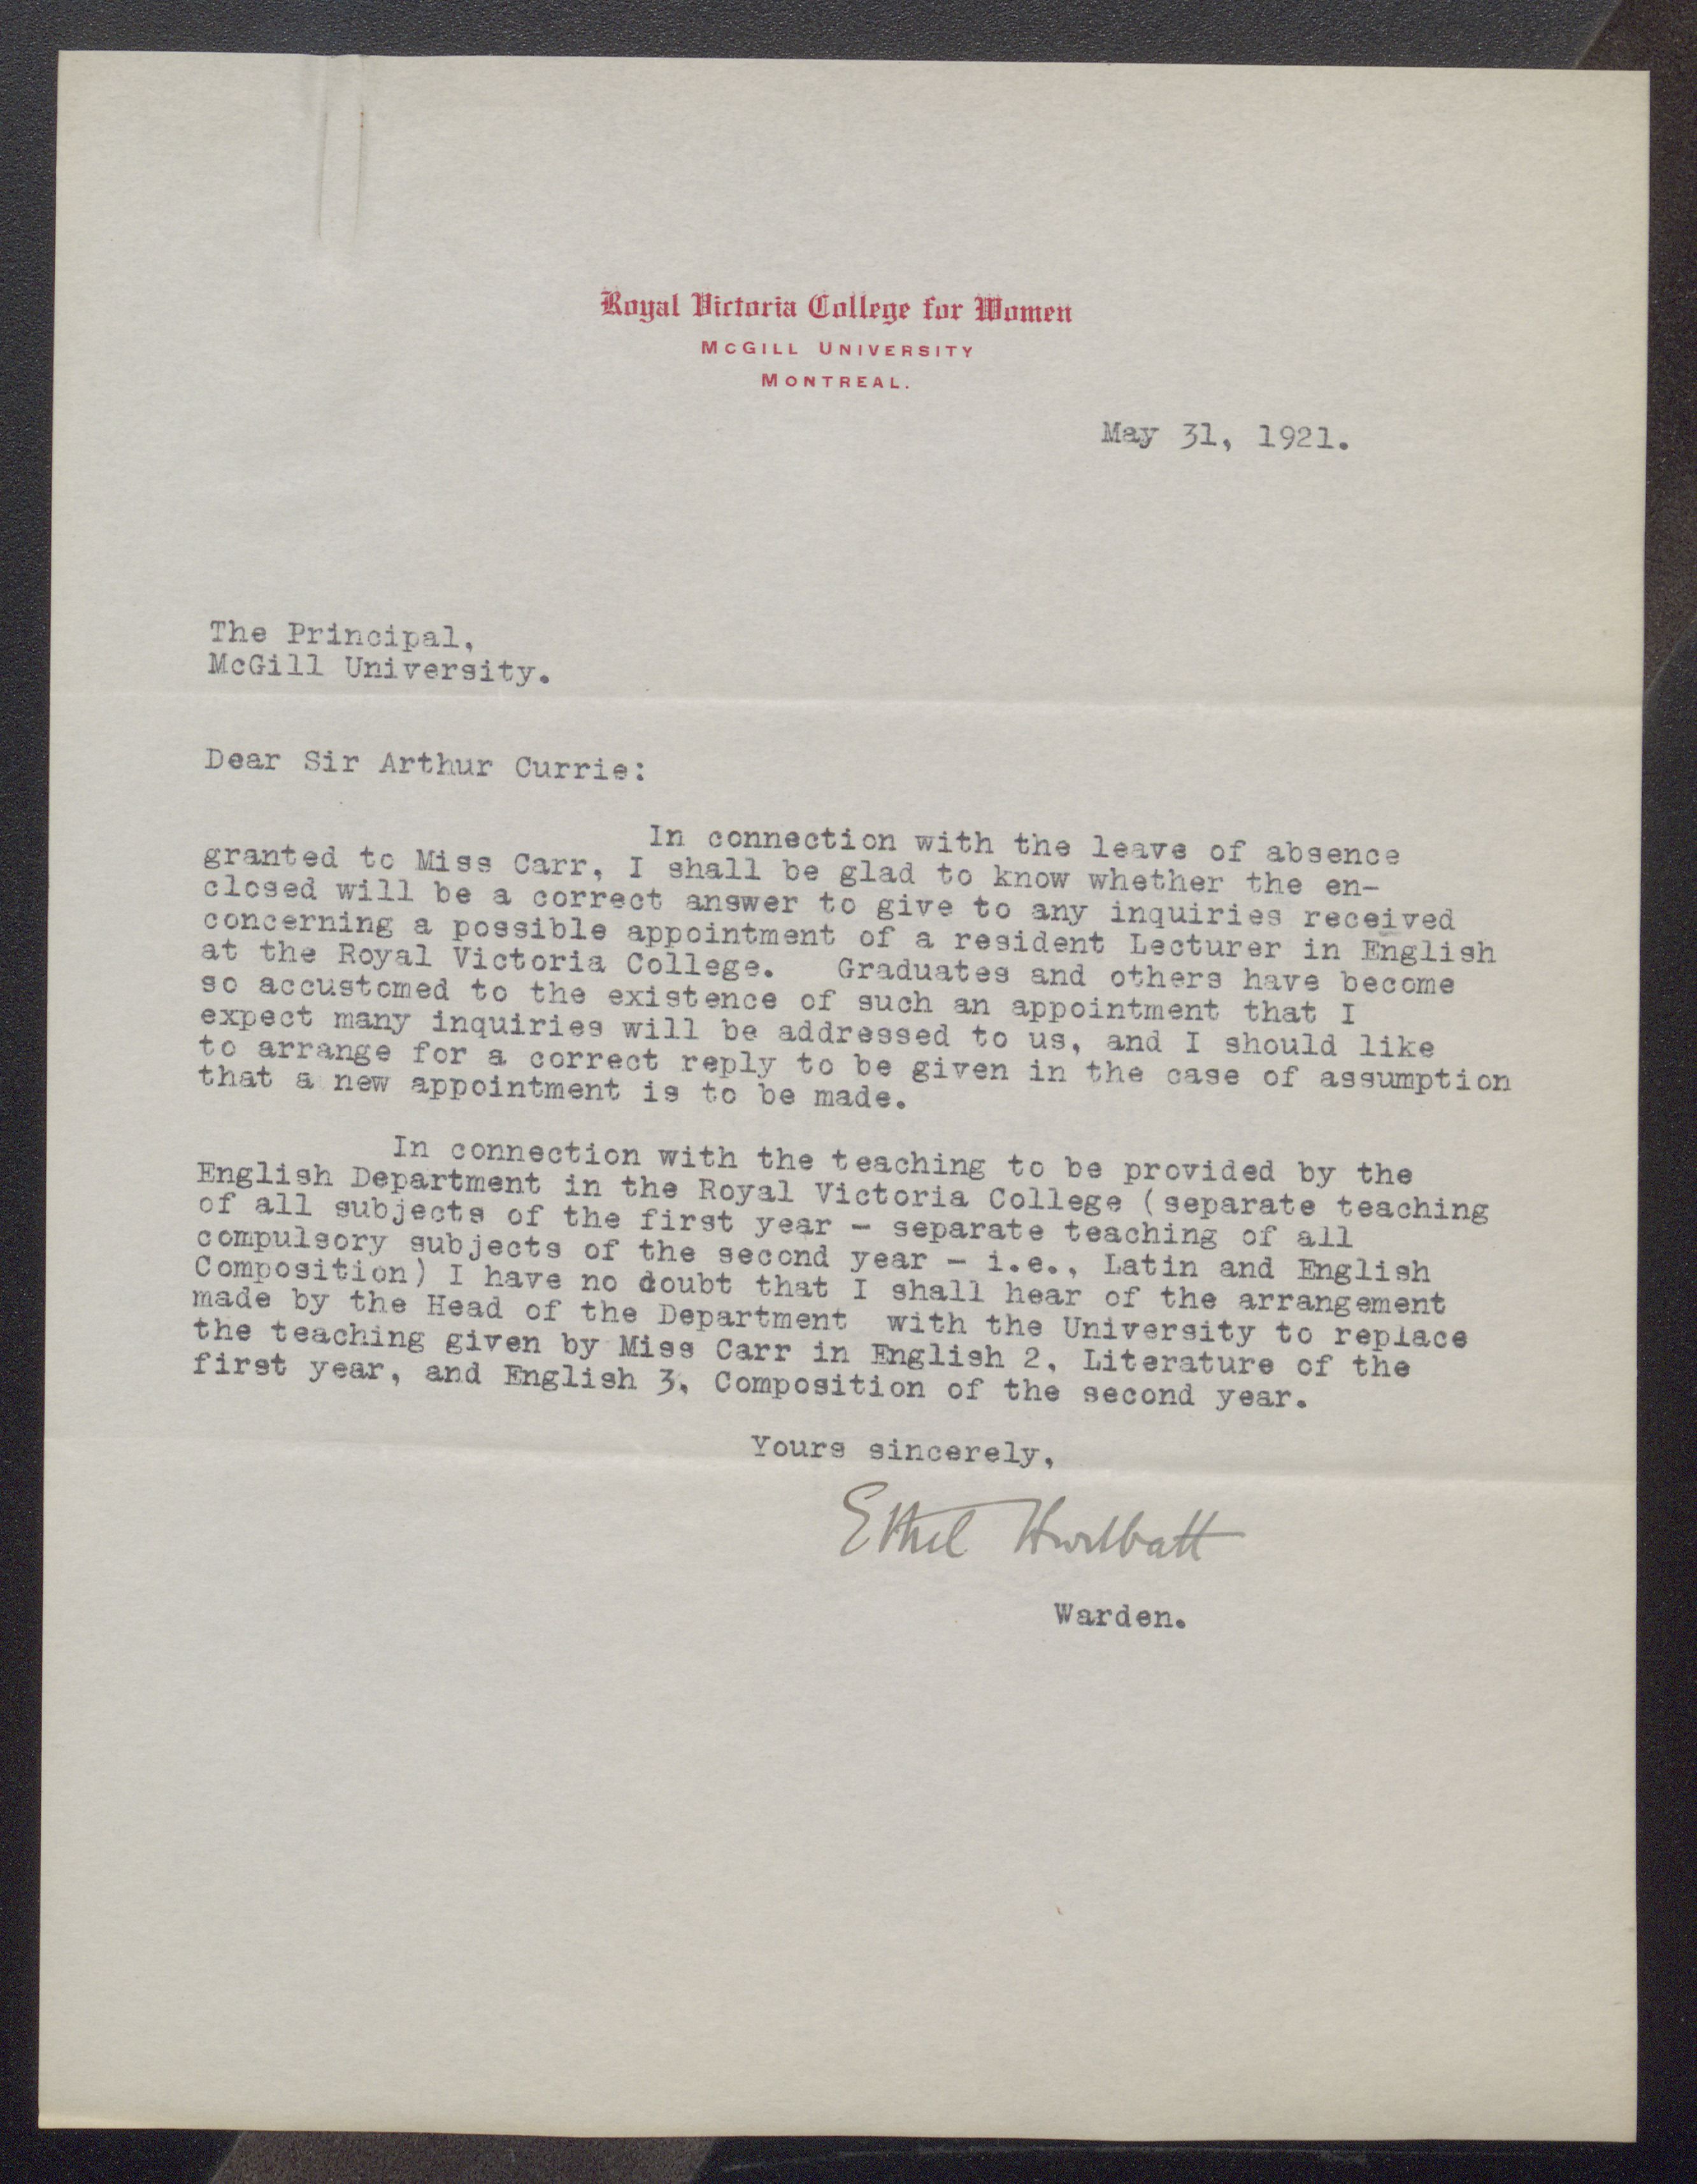 Royal Victoria College for Women
McGill University
Montreal.
May 31, 1921.
The Principal,
McGill University.
Dear Sir Arthur Currie:
In connection with the leave of absence
granted to Miss Carr, I shall be glad to know whether the en-
closed will be a correct answer to give to any inquiries received
concerning a possible appointment of a resident Lecturer in English
at the Royal Victoria College. Graduates and others have become
so accustomed to the existence of such an appointment that I
expect many inquiries will be addressed to us, and I should like
to arrange for a correct reply to be given in the case of assumption
that a new appointment is to be made.
In connection with the teaching to be provided by the
English Department in the Royal Victoria College (separate teaching
of all subjects of the first year - separate teaching of all
compulsory subjects of the second year - i.e., Latin and English
Composition) I have no doubt that I shall hear of the arrangement
made by the Head of the Department with the University to replace
the teaching given by Miss Carr in English 2, Literature of the
first year, and English 3, Composition of the second year.
Yours sincerely,
Ethel Hurlbatt
Warden.